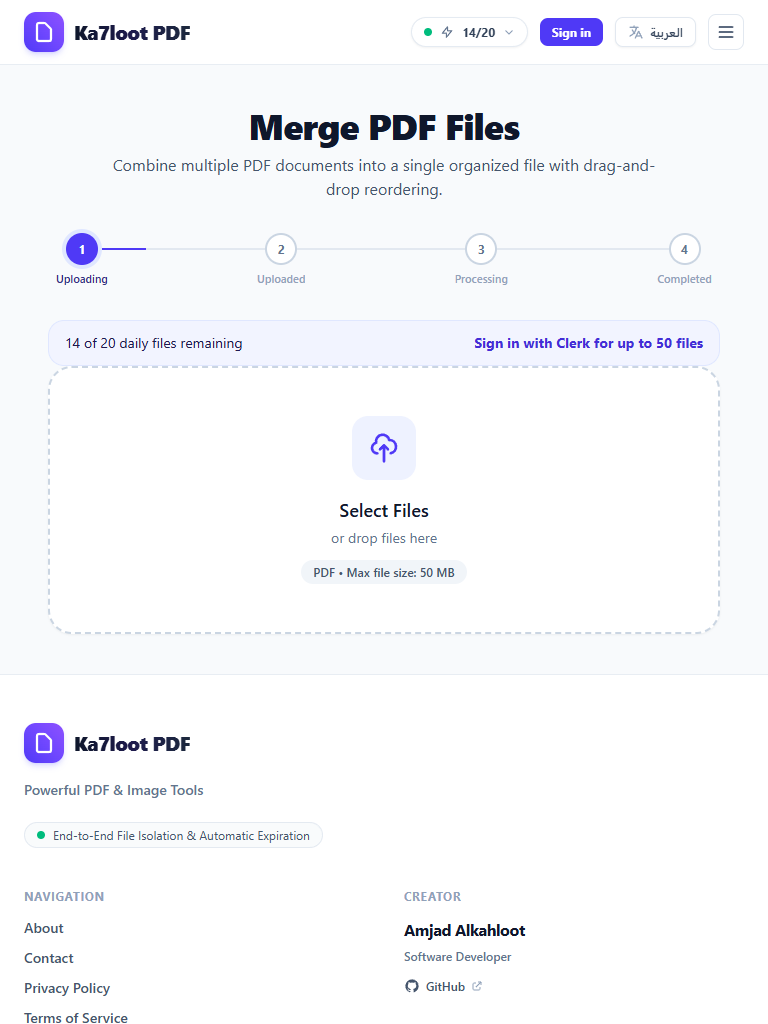 Ka7loot PDF
14/20
Sign in
العربية
Merge PDF Files
Combine multiple PDF documents into a single organized file with drag-and-
drop reordering.
1
2
3
4
Uploading
Uploaded
Processing
Completed
14 of 20 daily files remaining
Sign in with Clerk for up to 50 files
Select Files
or drop files here
PDF • Max file size: 50 MB
Ka7loot PDF
Powerful PDF & Image Tools
End-to-End File Isolation & Automatic Expiration
NAVIGATION
About
Contact
Privacy Policy
Terms of Service
CREATOR
Amjad Alkahloot
Software Developer
GitHub